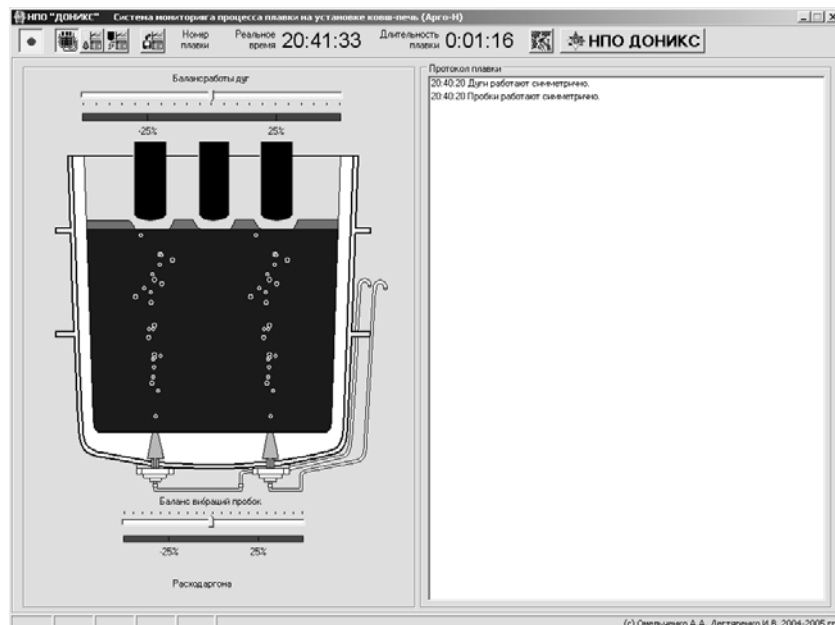 НПО "ДОНИКС" Система мониторинга процесса плавки на установке ковш-печь (Арго-Н)
Номер плавки
Реальное время 20:41:33
Длительность плавки 0:01:16
НПО ДОНИКС
Баланс работы дуг
-25% 25%
Баланс вибраций пробок
-25% 25%
Расход аргона
Протокол плавки
20:40:20 Дуги работают симметрично.
20:40:20 Пробки работают симметрично.
(c) Омельченко А.А., Дегтяренко И.В. 2004-2005 гг